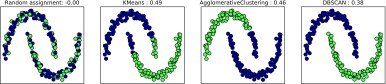 Random assignment: -0.00
KMeans : 0.49
AgglomerativeClustering : 0.46
DBSCAN : 0.38